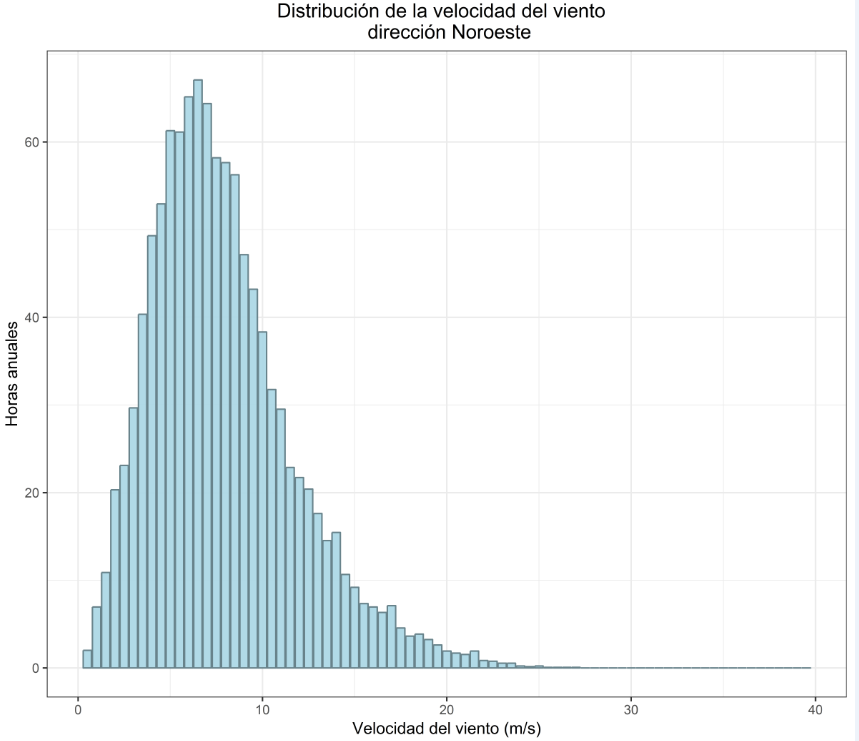 Distribución de la velocidad del viento
dirección Noroeste
Horas anuales
60
40
20
0
0 10 20 30 40
Velocidad del viento (m/s)